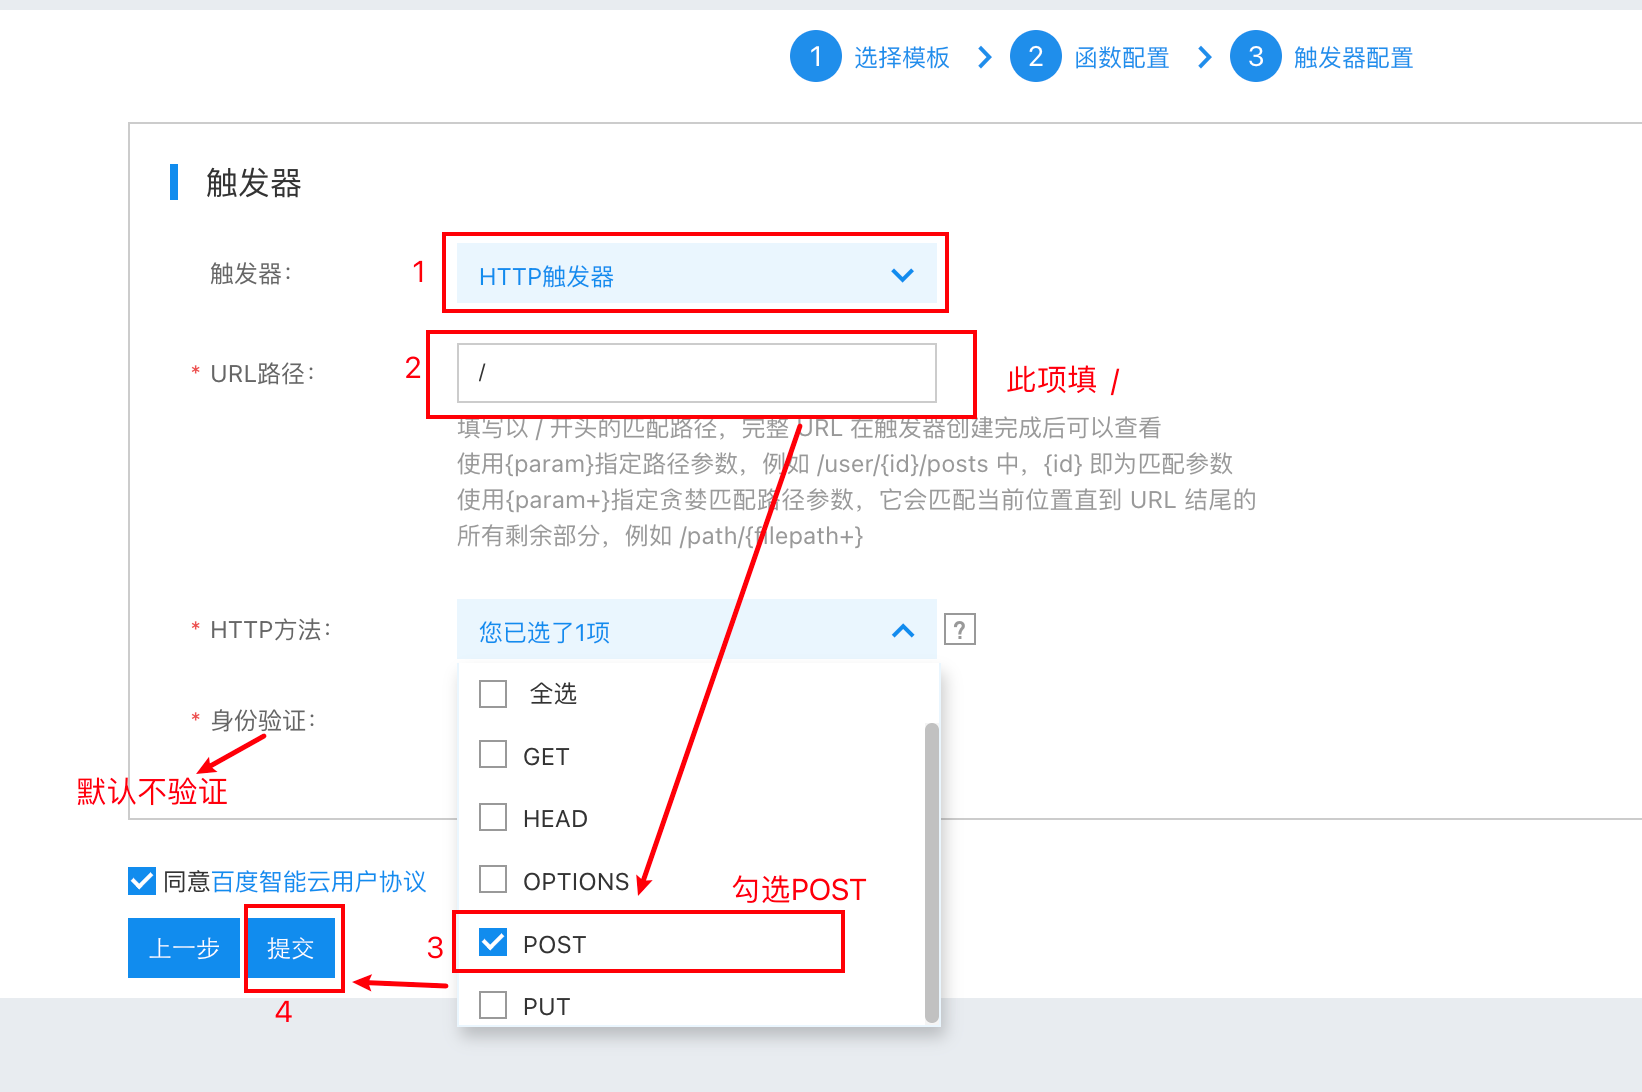 1 选择模板 2 函数配置 3 触发器配置
触发器
触发器: 1 HTTP触发器
* URL路径: 2 / 此项填 /
填写以 / 开头的匹配路径，完整 URL 在触发器创建完成后可以查看
使用{param}指定路径参数，例如 /user/{id}/posts 中，{id} 即为匹配参数
使用{param+}指定贪婪匹配路径参数，它会匹配当前位置直到 URL 结尾的
所有剩余部分，例如 /path/{filepath+}
* HTTP方法: 您已选了1项 ?
全选
* 身份验证:
GET
默认不验证
HEAD
同意百度智能云用户协议
OPTIONS
勾选POST
上一步 提交 3 POST
4
PUT